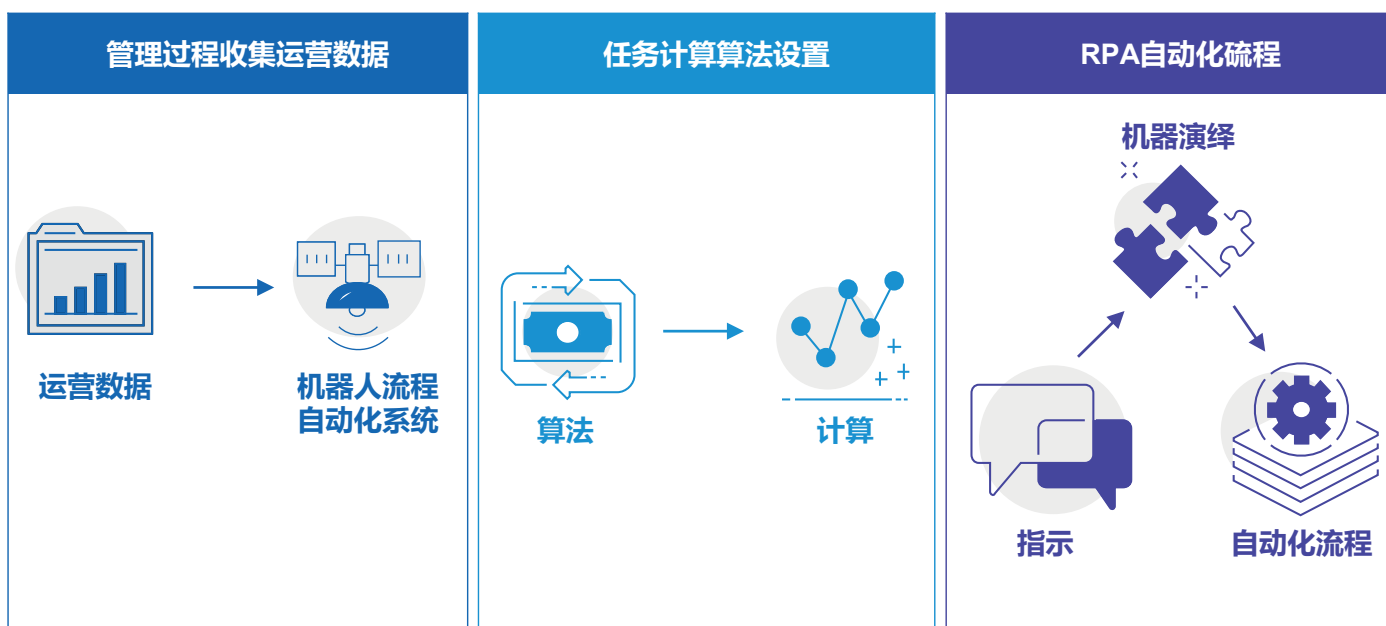 管理过程收集运营数据
任务计算算法设置
RPA自动化硫程
运营数据
机器人流程
自动化系统
算法
计算
机器演绎
指示
自动化流程